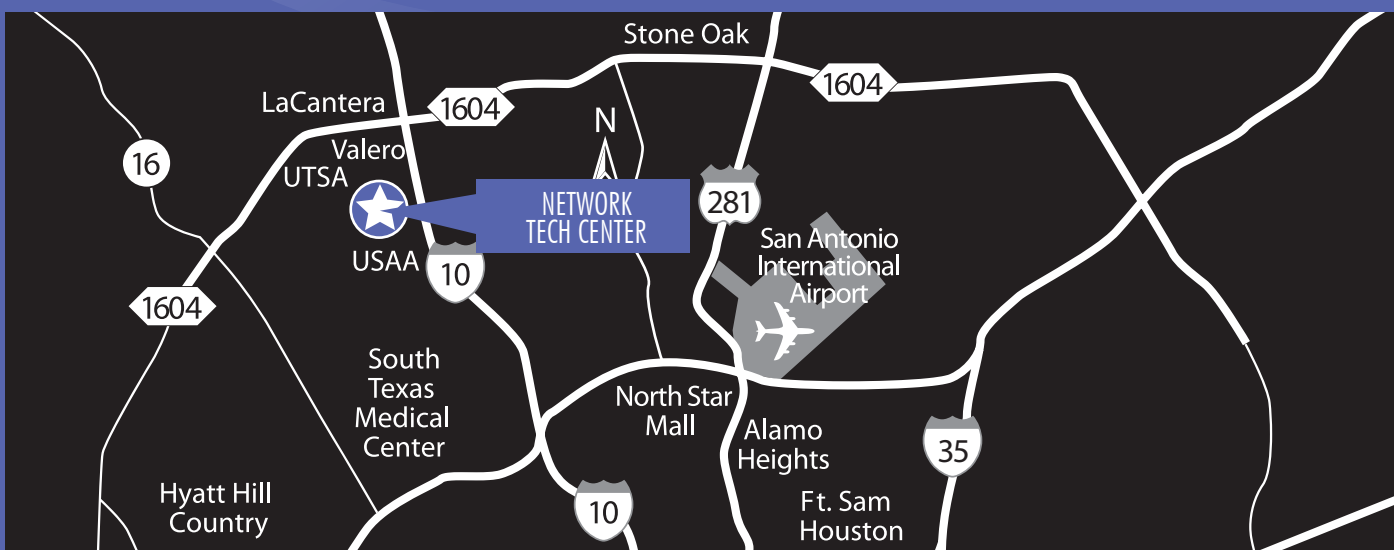 Stone Oak
1604
LaCantera
1604
N
16
Valero
UTSA
NETWORK
TECH CENTER
281
San Antonio
International
Airport
USAA
10
1604
South
Texas
Medical
Center
North Star
Mall
Alamo
Heights
35
Hyatt Hill
Country
10
Ft. Sam
Houston